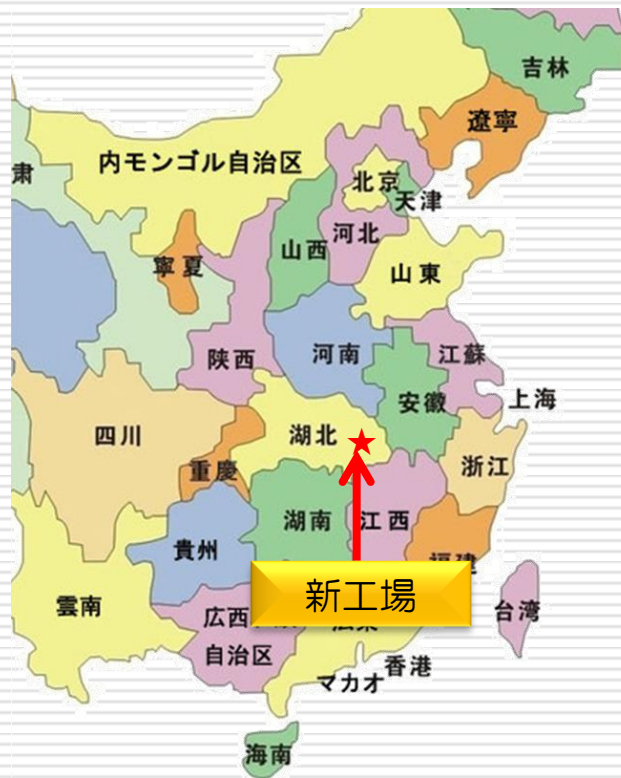 吉林
遼寧
内モンゴル自治区
粛
北京
天津
河北
山西
寧夏
山東
陝西
河南
江蘇
安徽
上海
四川
湖北
重慶
浙江
湖南
江西
貴州
福建
新工場
雲南
広西
広東
台湾
自治区
香港
マカオ
海南